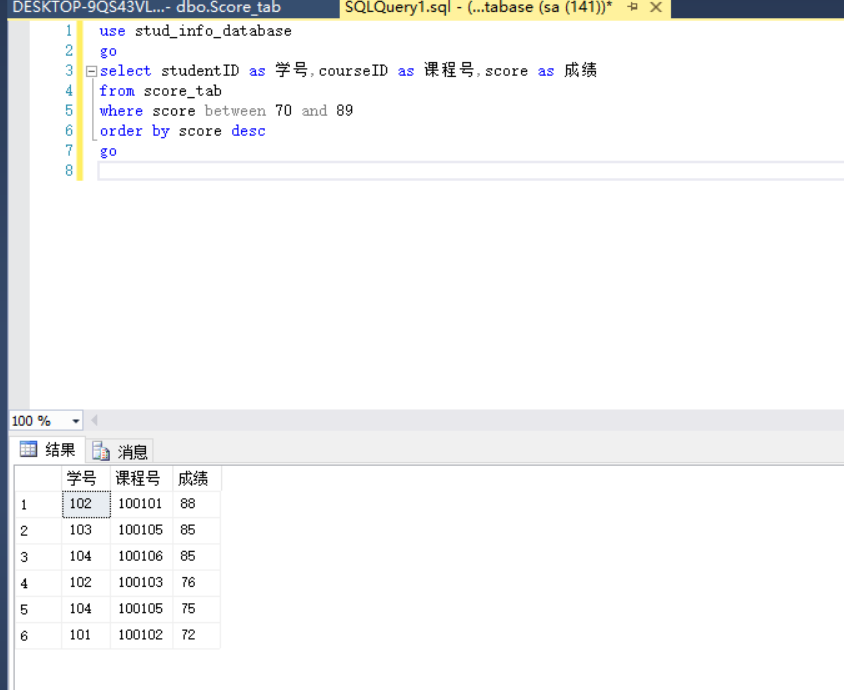 DESKTOP-9QS43VL...- dbo.Score_tab SQLQuery1.sql - (...tabase (sa (141))*
1 use stud_info_database
2 go
3 select studentID as 学号,courseID as 课程号,score as 成绩
4 from score_tab
5 where score between 70 and 89
6 order by score desc
7 go
8
100 %
结果 消息
学号 课程号 成绩
1 102 100101 88
2 103 100105 85
3 104 100106 85
4 102 100103 76
5 104 100105 75
6 101 100102 72